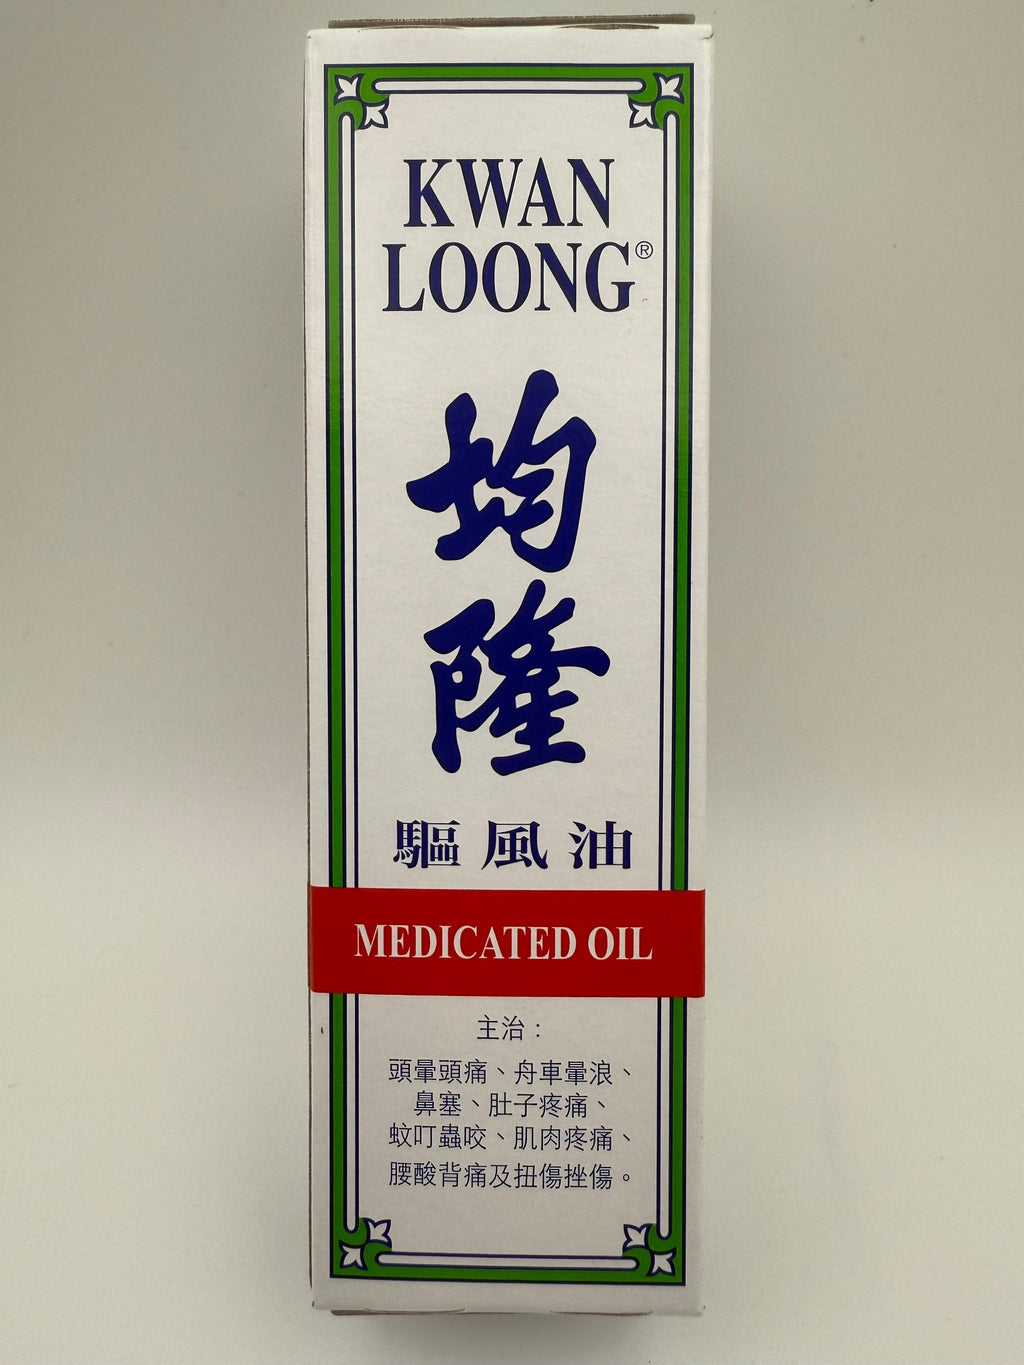 KWAN
LOONG®
均
隆
驅風油
MEDICATED OIL
主治：
頭暈頭痛、舟車暈浪、
鼻塞、肚子疼痛、
蚊叮蟲咬、肌肉疼痛、
腰酸背痛及扭傷挫傷。